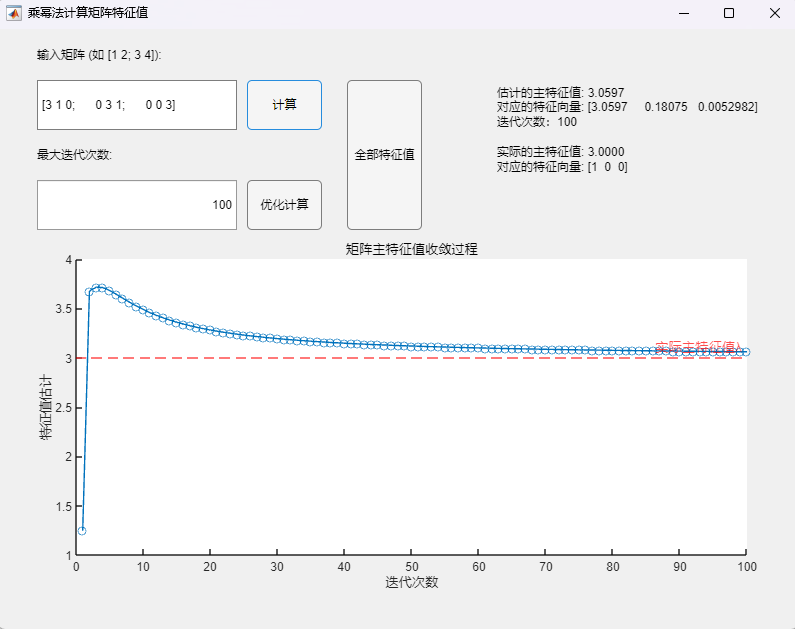 乘幂法计算矩阵特征值
输入矩阵 (如 [1 2; 3 4]):
[3 1 0; 0 3 1; 0 0 3]
计算
最大迭代次数:
100
优化计算
全部特征值
估计的主特征值: 3.0597
对应的特征向量: [3.0597 0.18075 0.0052982]
迭代次数: 100
实际的主特征值: 3.0000
对应的特征向量: [1 0 0]
矩阵主特征值收敛过程
4
3.5
3
2.5
2
1.5
1
特征值估计
实际主特征值λ
0 10 20 30 40 50 60 70 80 90 100
迭代次数